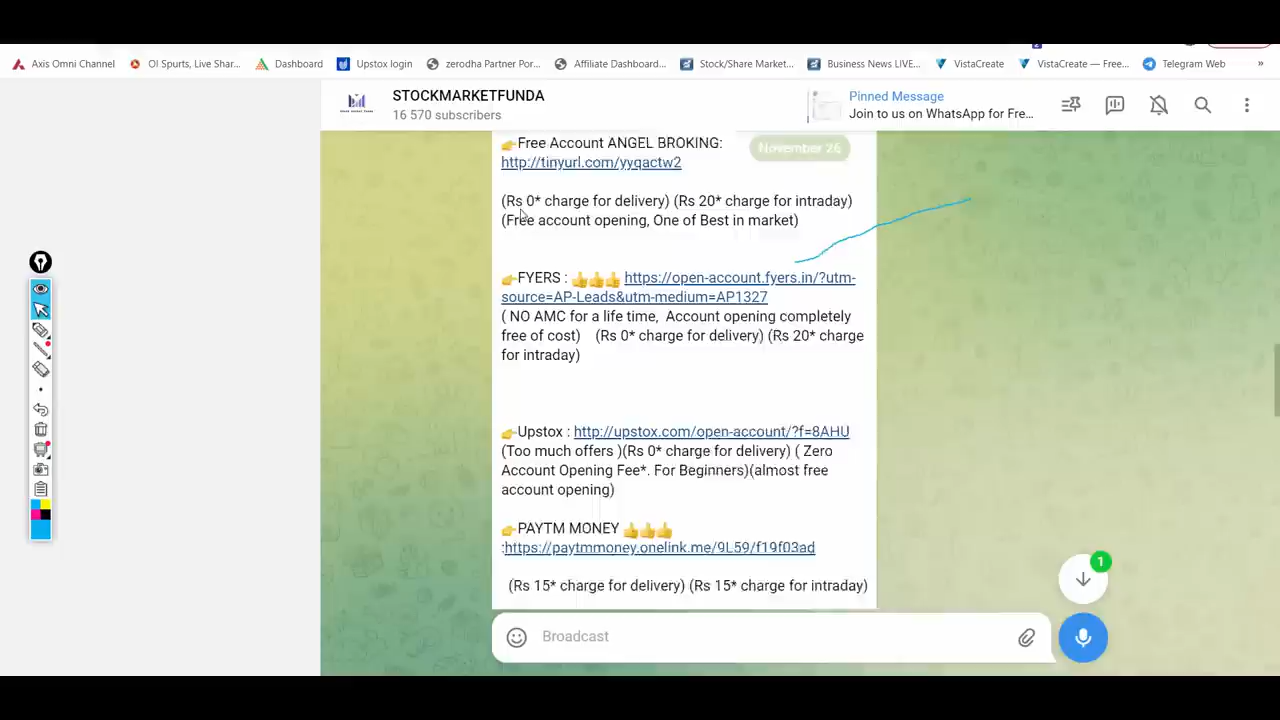 Axis Omni Channel OI Spurts, Live Shar... Dashboard Upstox login zerodha Partner Por... Affiliate Dashboard... Stock/Share Market... Business News LIVE... VistaCreate VistaCreate — Free... Telegram Web »
STOCKMARKETFUNDA
16 570 subscribers
Pinned Message
Join to us on WhatsApp for Fre...
👉Free Account ANGEL BROKING:
November 26
http://tinyurl.com/yyqactw2
(Rs 0* charge for delivery) (Rs 20* charge for intraday)
(Free account opening, One of Best in market)
👉FYERS : 👍👍👍 https://open-account.fyers.in/?utm-
source=AP-Leads&utm-medium=AP1327
( NO AMC for a life time, Account opening completely
free of cost) (Rs 0* charge for delivery) (Rs 20* charge
for intraday)
👉Upstox : http://upstox.com/open-account/?f=8AHU
(Too much offers )(Rs 0* charge for delivery) ( Zero
Account Opening Fee*. For Beginners)(almost free
account opening)
👉PAYTM MONEY 👍👍👍
:https://paytmmoney.onelink.me/9L59/f19f03ad
(Rs 15* charge for delivery) (Rs 15* charge for intraday)
1
Broadcast